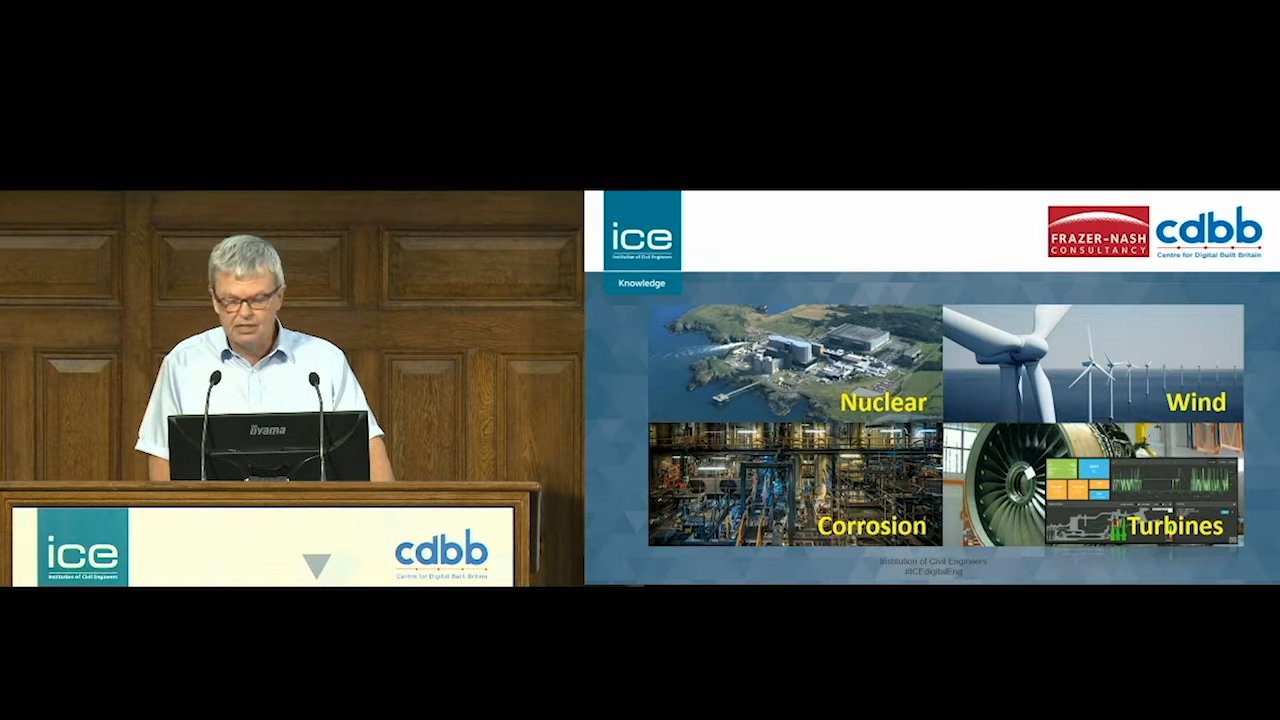 iiyama
ice
Institution of Civil Engineers
cdbb
Centre for Digital Built Britain
ice
Institution of Civil Engineers
Knowledge
FRAZER-NASH
CONSULTANCY
cdbb
Centre for Digital Built Britain
Nuclear
Wind
Corrosion
Turbines
Institution of Civil Engineers
#ICEdigitalEng